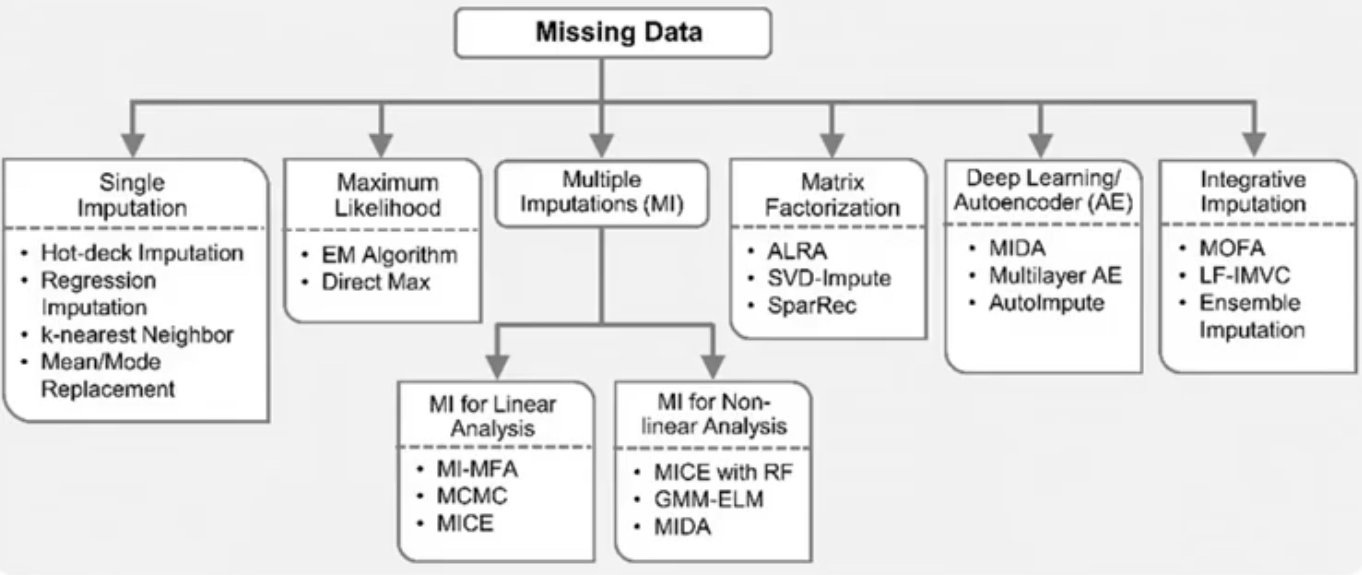 Missing Data
Single
Imputation
• Hot-deck Imputation
• Regression
Imputation
• k-nearest Neighbor
• Mean/Mode
Replacement
Maximum
Likelihood
• EM Algorithm
• Direct Max
Multiple
Imputations (MI)
MI for Linear
Analysis
• MI-MFA
• MCMC
• MICE
MI for Non-
linear Analysis
• MICE with RF
• GMM-ELM
• MIDA
Matrix
Factorization
• ALRA
• SVD-Impute
• SparRec
Deep Learning/
Autoencoder (AE)
• MIDA
• Multilayer AE
• AutoImpute
Integrative
Imputation
• MOFA
• LF-IMVC
• Ensemble
Imputation